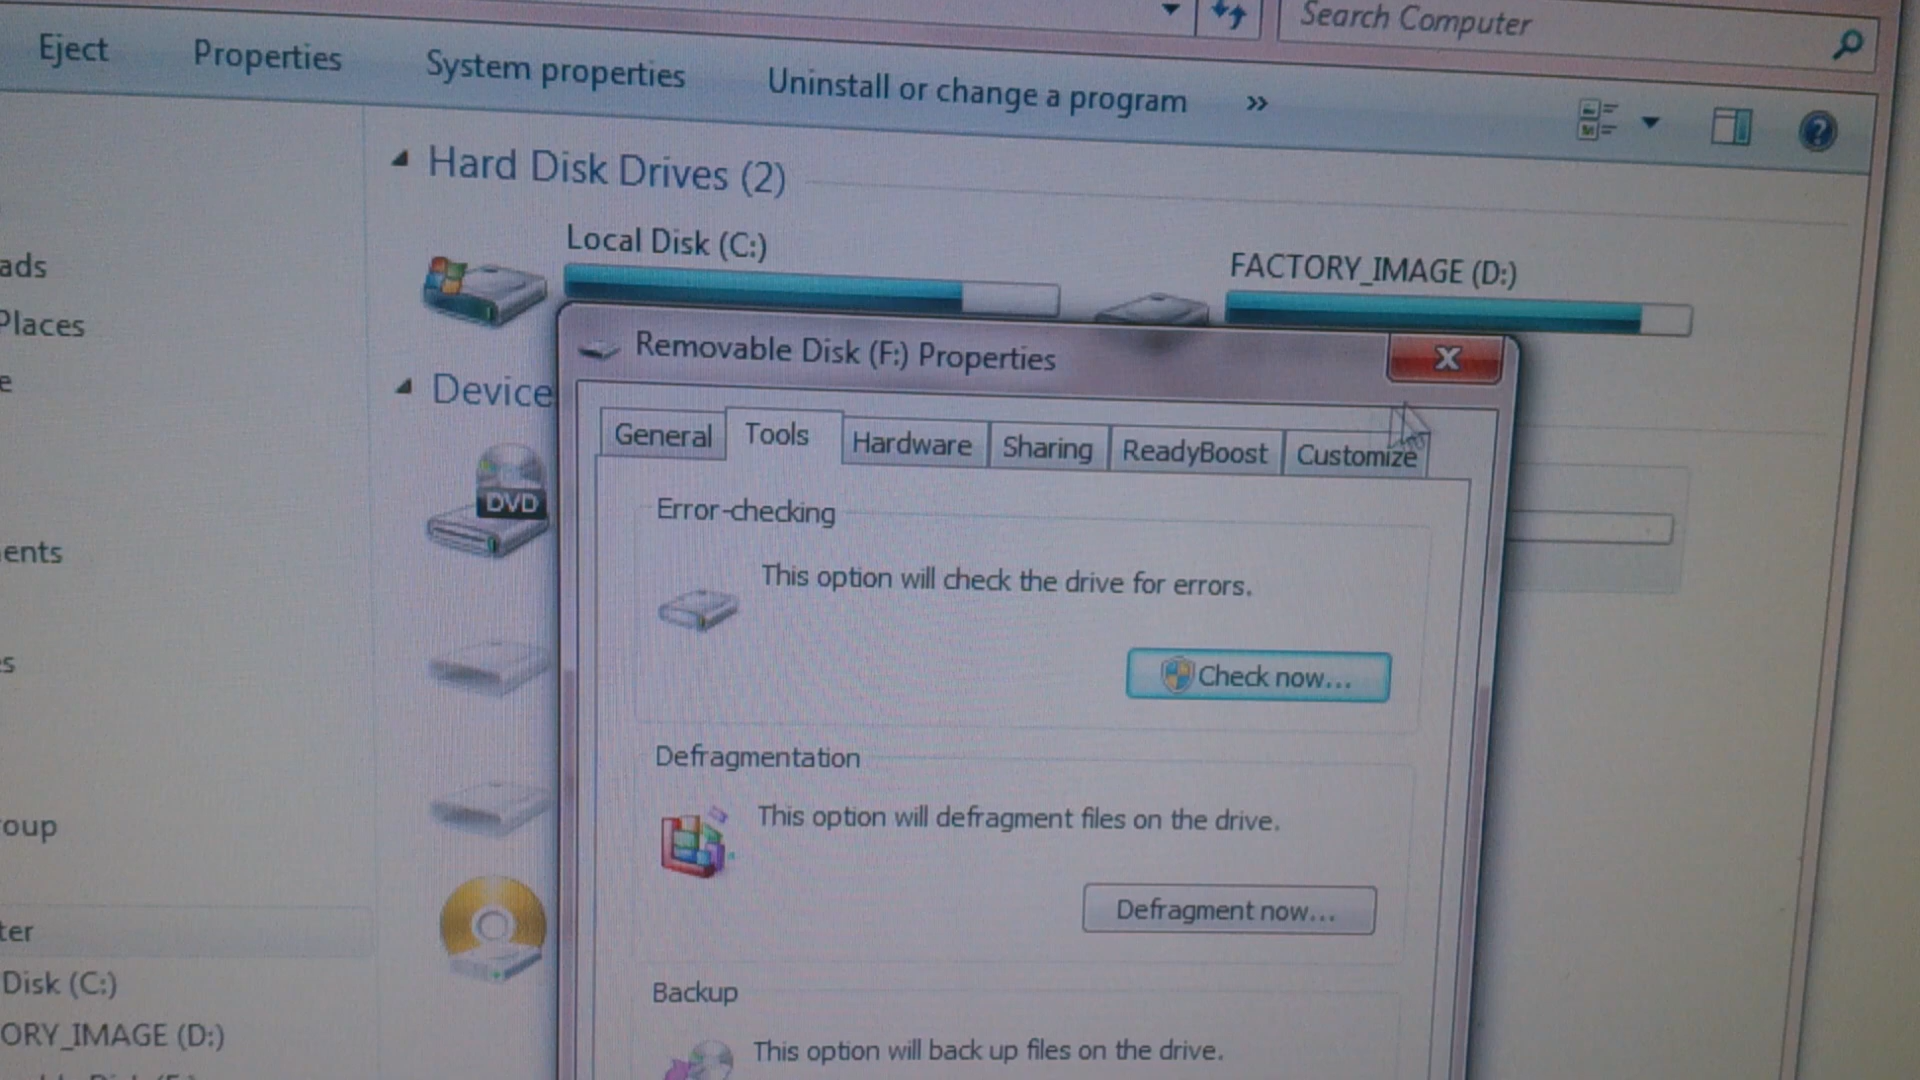 Search Computer
Eject Properties System properties Uninstall or change a program »
Hard Disk Drives (2)
Local Disk (C:)
FACTORY_IMAGE (D:)
ads
Places
e
Device
DVD
ents
s
oup
ter
Disk (C:)
ORY_IMAGE (D:)
Removable Disk (F:) Properties
General Tools Hardware Sharing ReadyBoost Customize
Error-checking
This option will check the drive for errors.
Check now...
Defragmentation
This option will defragment files on the drive.
Defragment now...
Backup
This option will back up files on the drive.